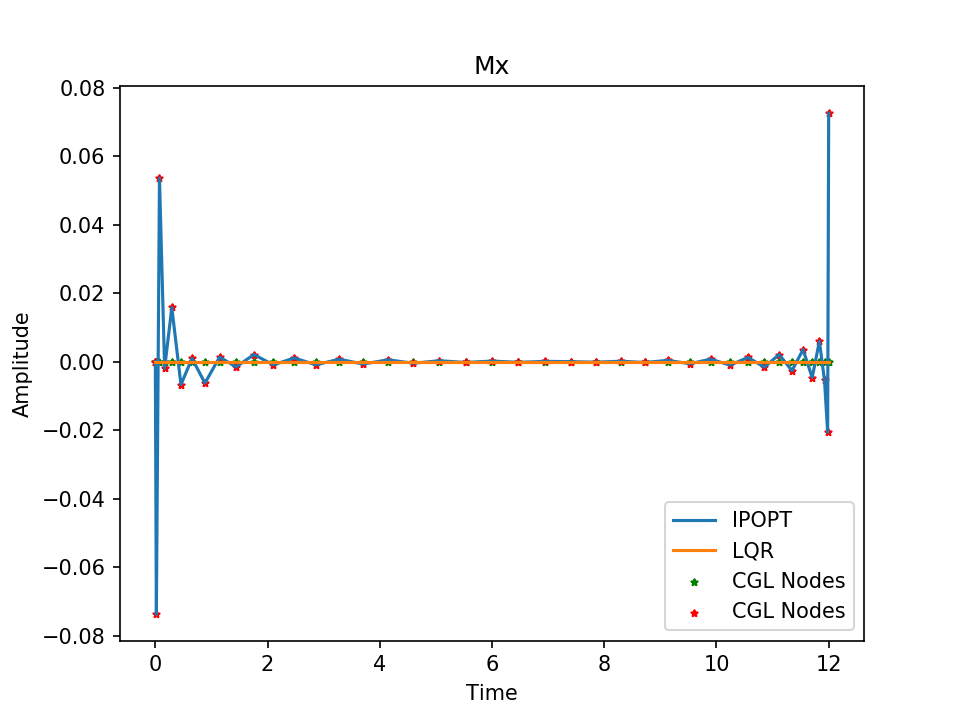 Mx
0.08
0.06
0.04
0.02
0.00
−0.02
−0.04
−0.06
−0.08
Amplitude
0 2 4 6 8 10 12
Time
IPOPT
LQR
CGL Nodes
CGL Nodes